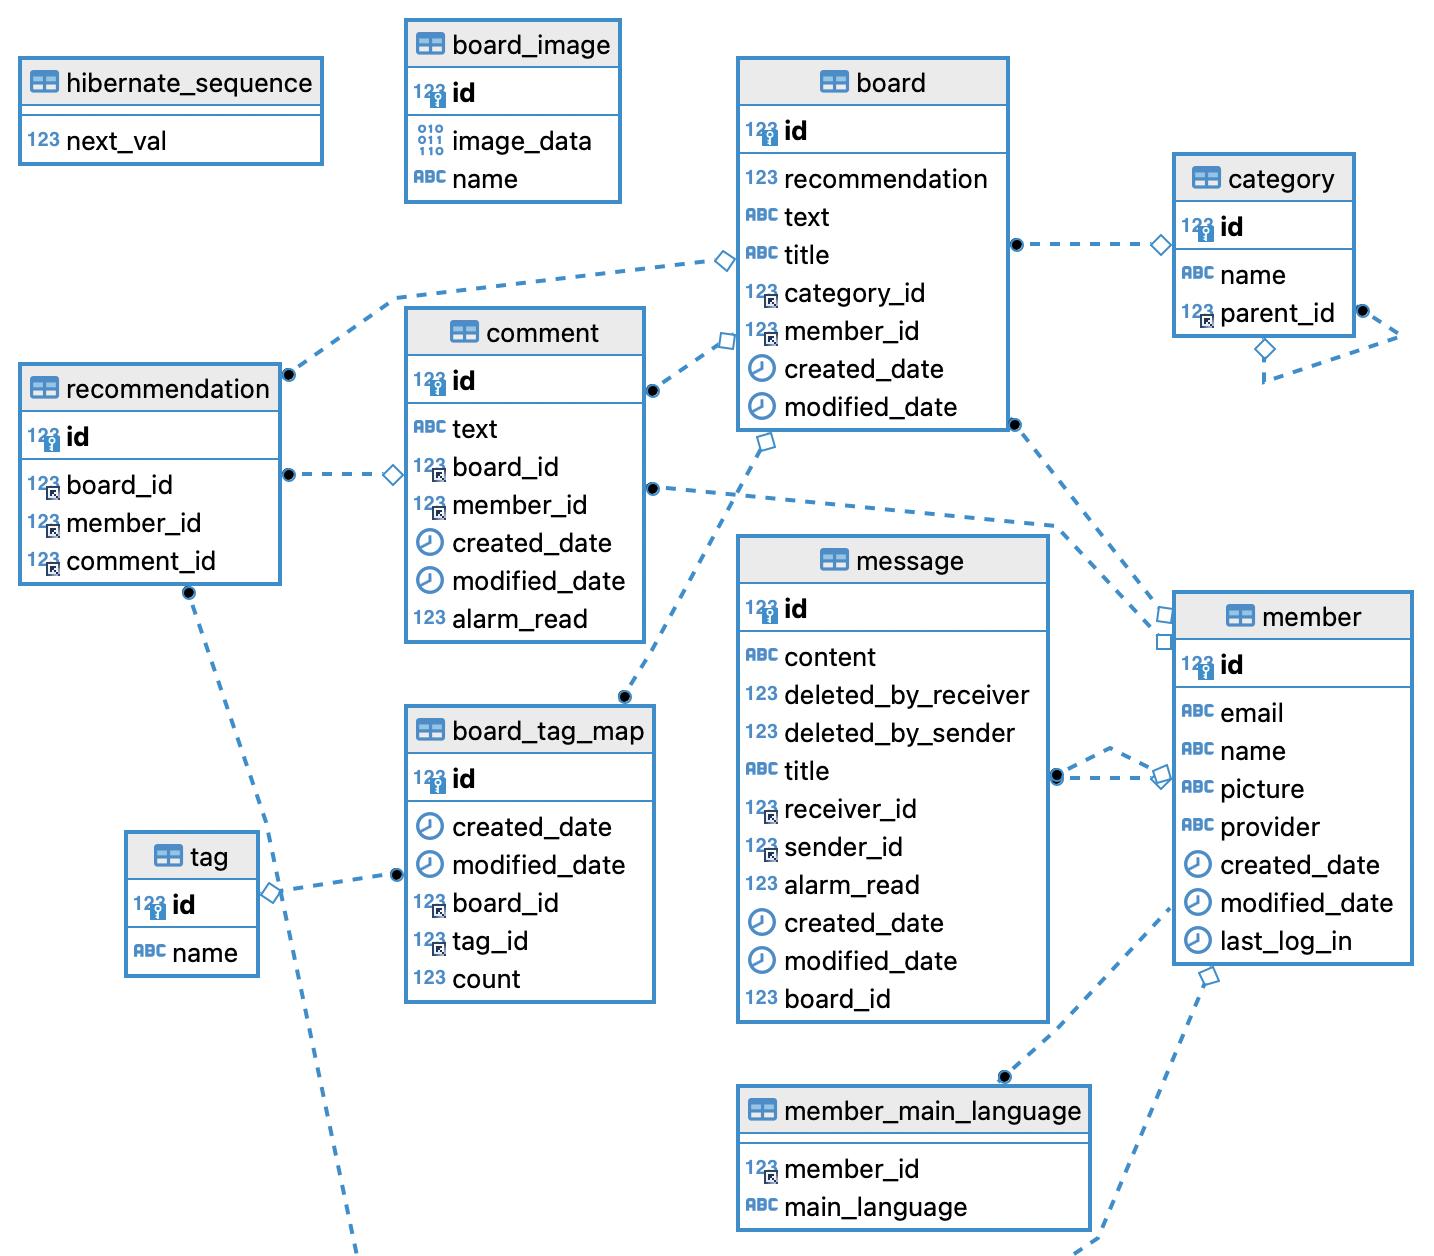 hibernate_sequence
123 next_val
board_image
123 id
010 011 110 image_data
ABC name
board
123 id
123 recommendation
ABC text
ABC title
123 category_id
123 member_id
created_date
modified_date
category
123 id
ABC name
123 parent_id
recommendation
123 id
123 board_id
123 member_id
123 comment_id
comment
123 id
ABC text
123 board_id
123 member_id
created_date
modified_date
123 alarm_read
message
123 id
ABC content
123 deleted_by_receiver
123 deleted_by_sender
ABC title
123 receiver_id
123 sender_id
123 alarm_read
created_date
modified_date
123 board_id
member
123 id
ABC email
ABC name
ABC picture
ABC provider
created_date
modified_date
last_log_in
tag
123 id
ABC name
board_tag_map
123 id
created_date
modified_date
123 board_id
123 tag_id
123 count
member_main_language
123 member_id
ABC main_language